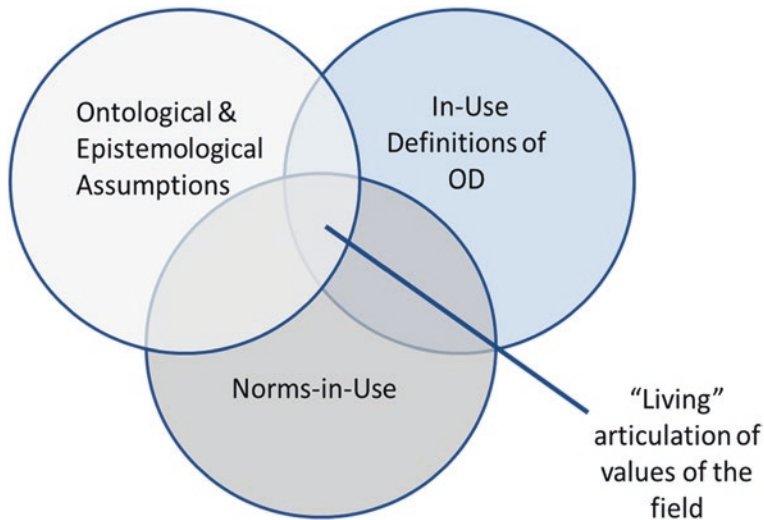 Ontological &
Epistemological
Assumptions
In-Use
Definitions of
OD
Norms-in-Use
“Living”
articulation of
values of the
field